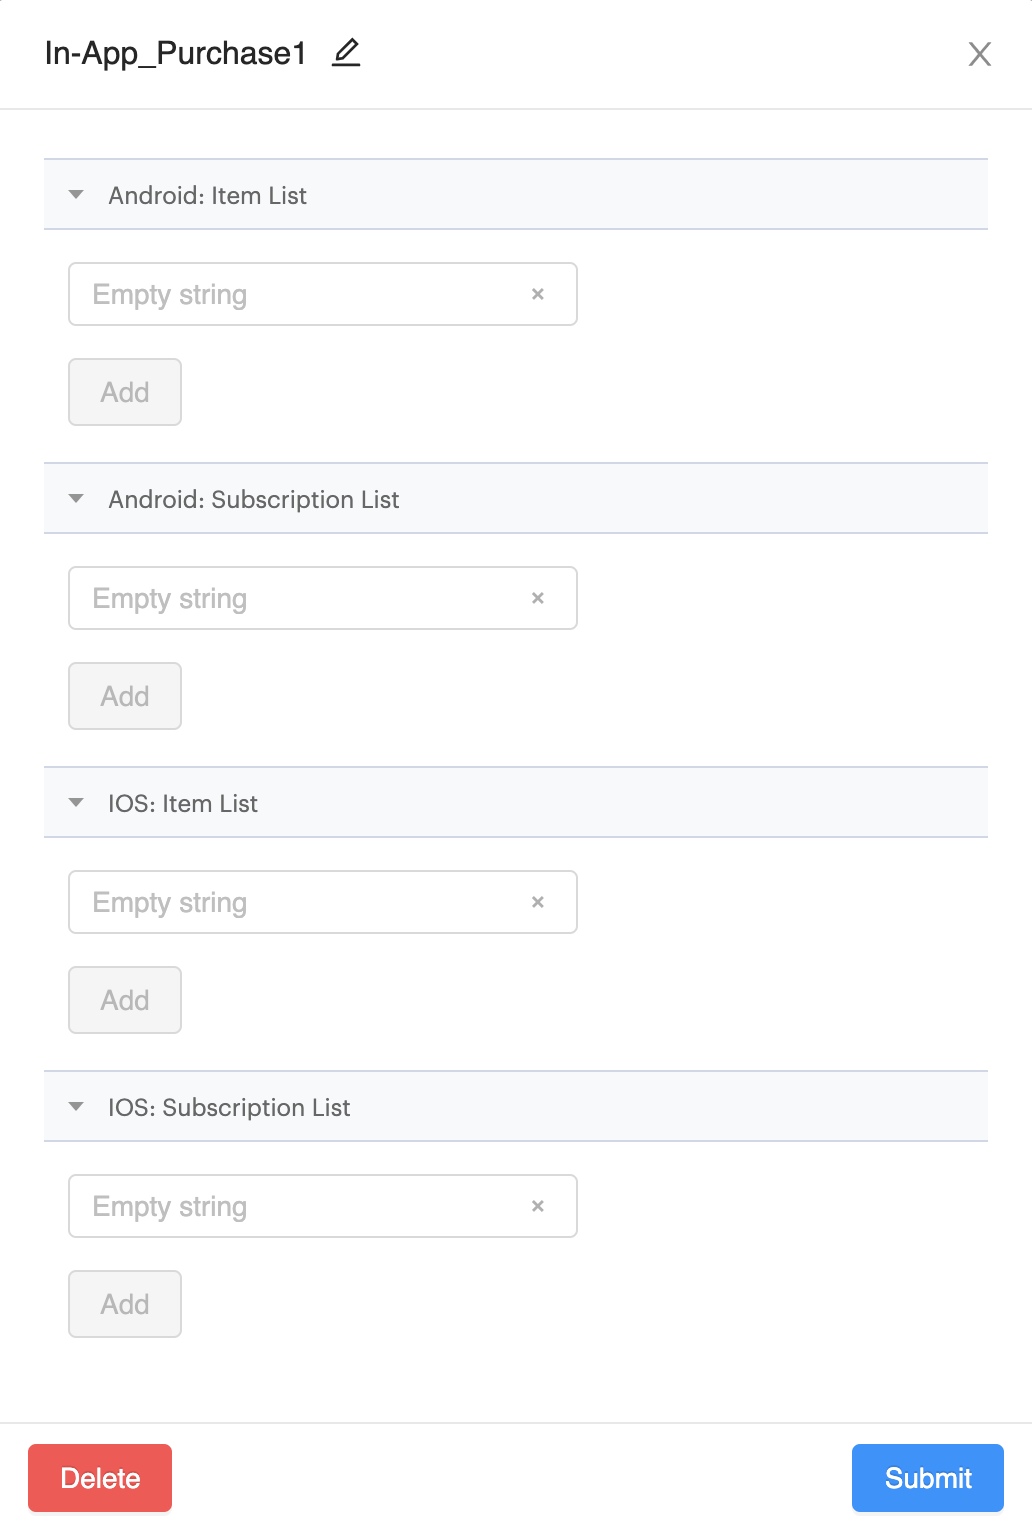 In-App_Purchase1
X
Android: Item List
Empty string ×
Add
Android: Subscription List
Empty string ×
Add
IOS: Item List
Empty string ×
Add
IOS: Subscription List
Empty string ×
Add
Delete Submit